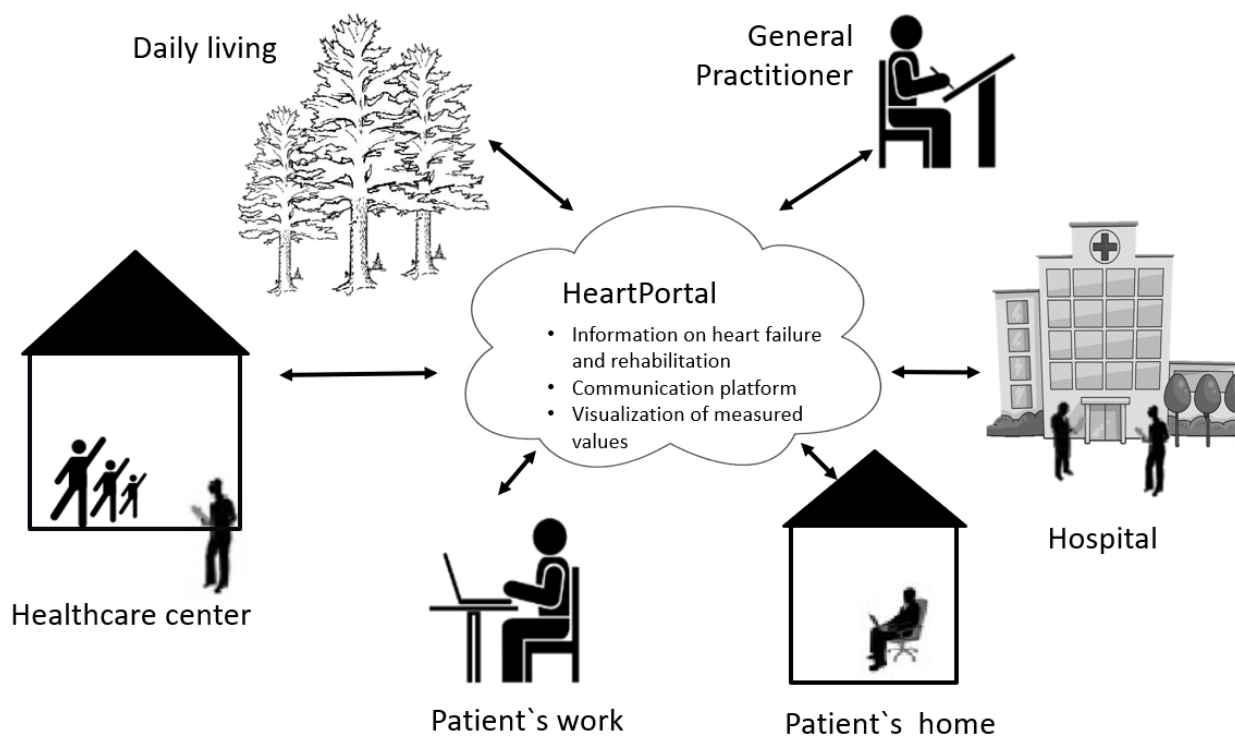 Daily living
General
Practitioner
HeartPortal
• Information on heart failure
and rehabilitation
• Communication platform
• Visualization of measured
values
Hospital
Healthcare center
Patient`s work
Patient`s  home